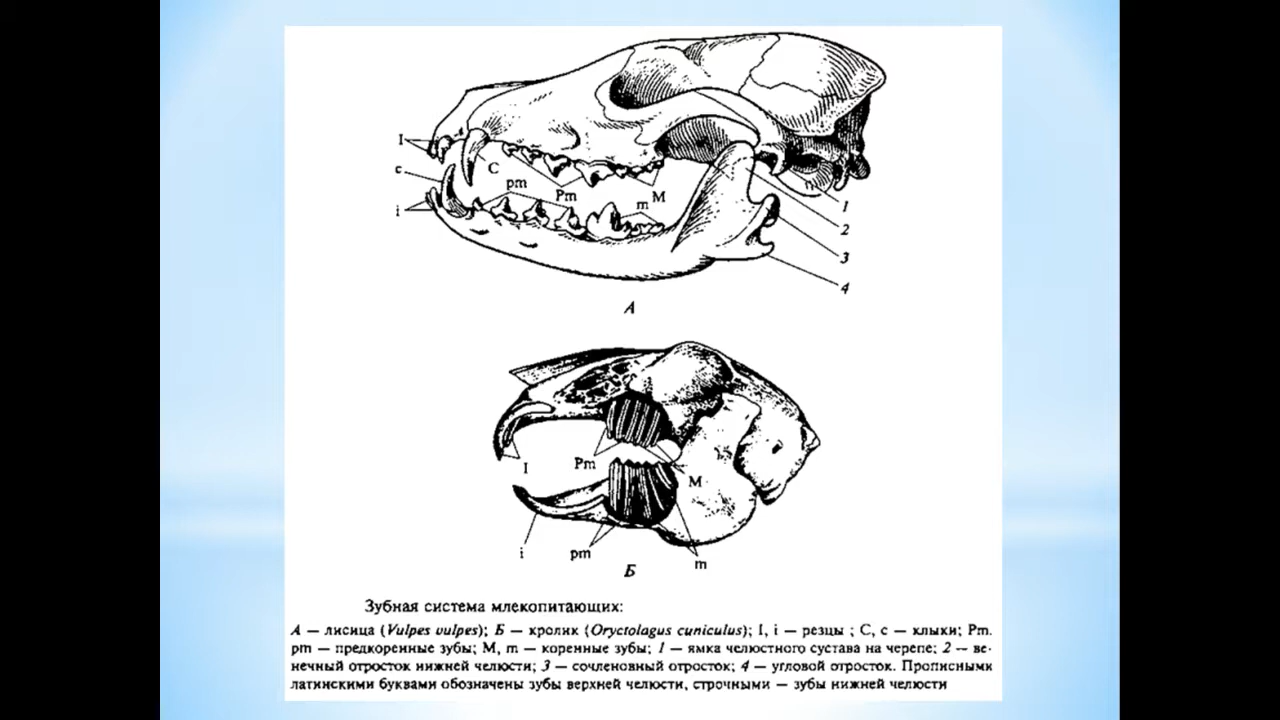 I
c
i
C
pm
Pm
M
m
1
2
3
4
А
I
Pm
M
i
pm
m
Б
Зубная система млекопитающих:
А — лисица (Vulpes vulpes); Б — кролик (Oryctolagus cuniculus); I, i — резцы ; C, c — клыки; Pm.
pm — предкоренные зубы; M, m — коренные зубы; 1 — ямка челюстного сустава на черепе; 2 — ве-
нечный отросток нижней челюсти; 3 — сочленовный отросток; 4 — угловой отросток. Прописными
латинскими буквами обозначены зубы верхней челюсти, строчными — зубы нижней челюсти